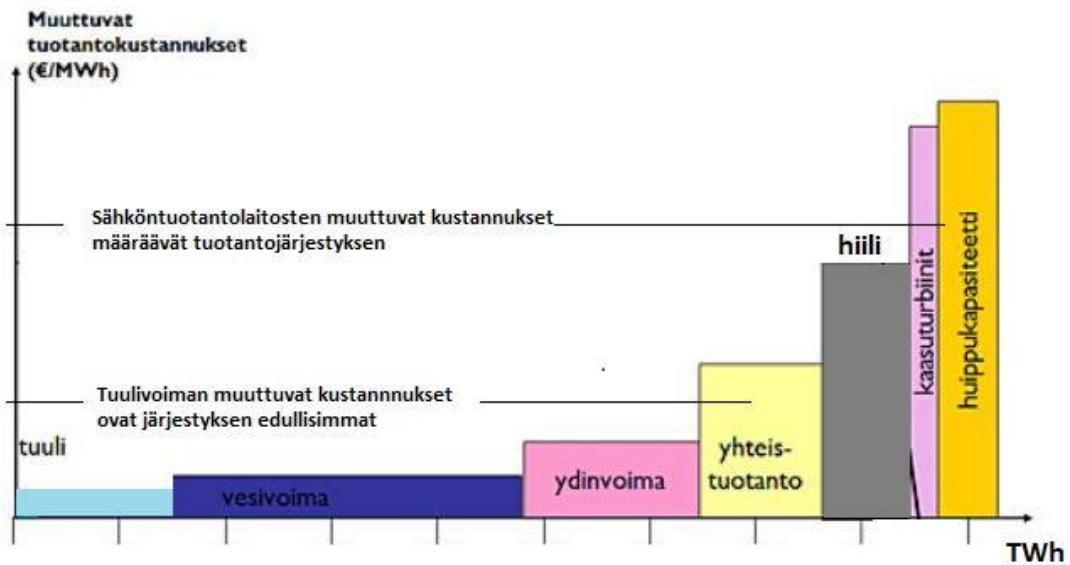 Muuttuvat
tuotantokustannukset
(€/MWh)
Sähköntuotantolaitosten muuttuvat kustannukset
määräävät tuotantojärjestyksen
hiili
Tuulivoiman muuttuvat kustannnukset
ovat järjestyksen edullisimmat
tuuli
vesivoima
ydinvoima
yhteis-
tuotanto
kaasuturbiinit
huippukapasiteetti
TWh